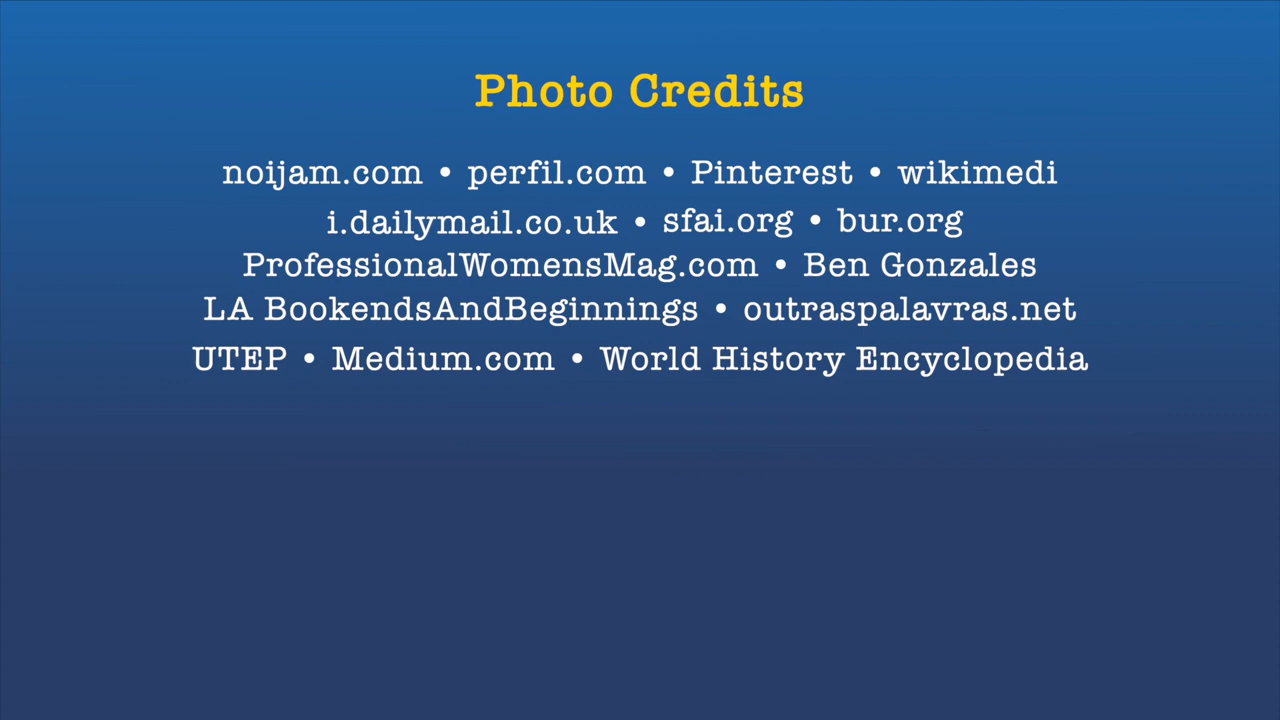 Photo Credits
noijam.com • perfil.com • Pinterest • wikimedi
i.dailymail.co.uk • sfai.org • bur.org
ProfessionalWomensMag.com • Ben Gonzales
LA BookendsAndBeginnings • outraspalavras.net
UTEP • Medium.com • World History Encyclopedia